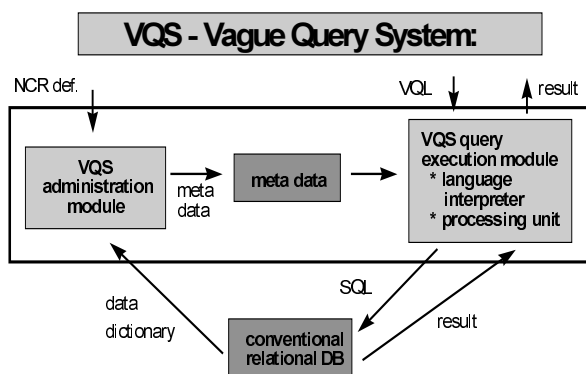 VQS - Vague Query System:
NCR def.
VQL
result
VQS
administration
module
meta
data
meta data
VQS query
execution module
* language
interpreter
* processing unit
data
dictionary
SQL
result
conventional
relational DB